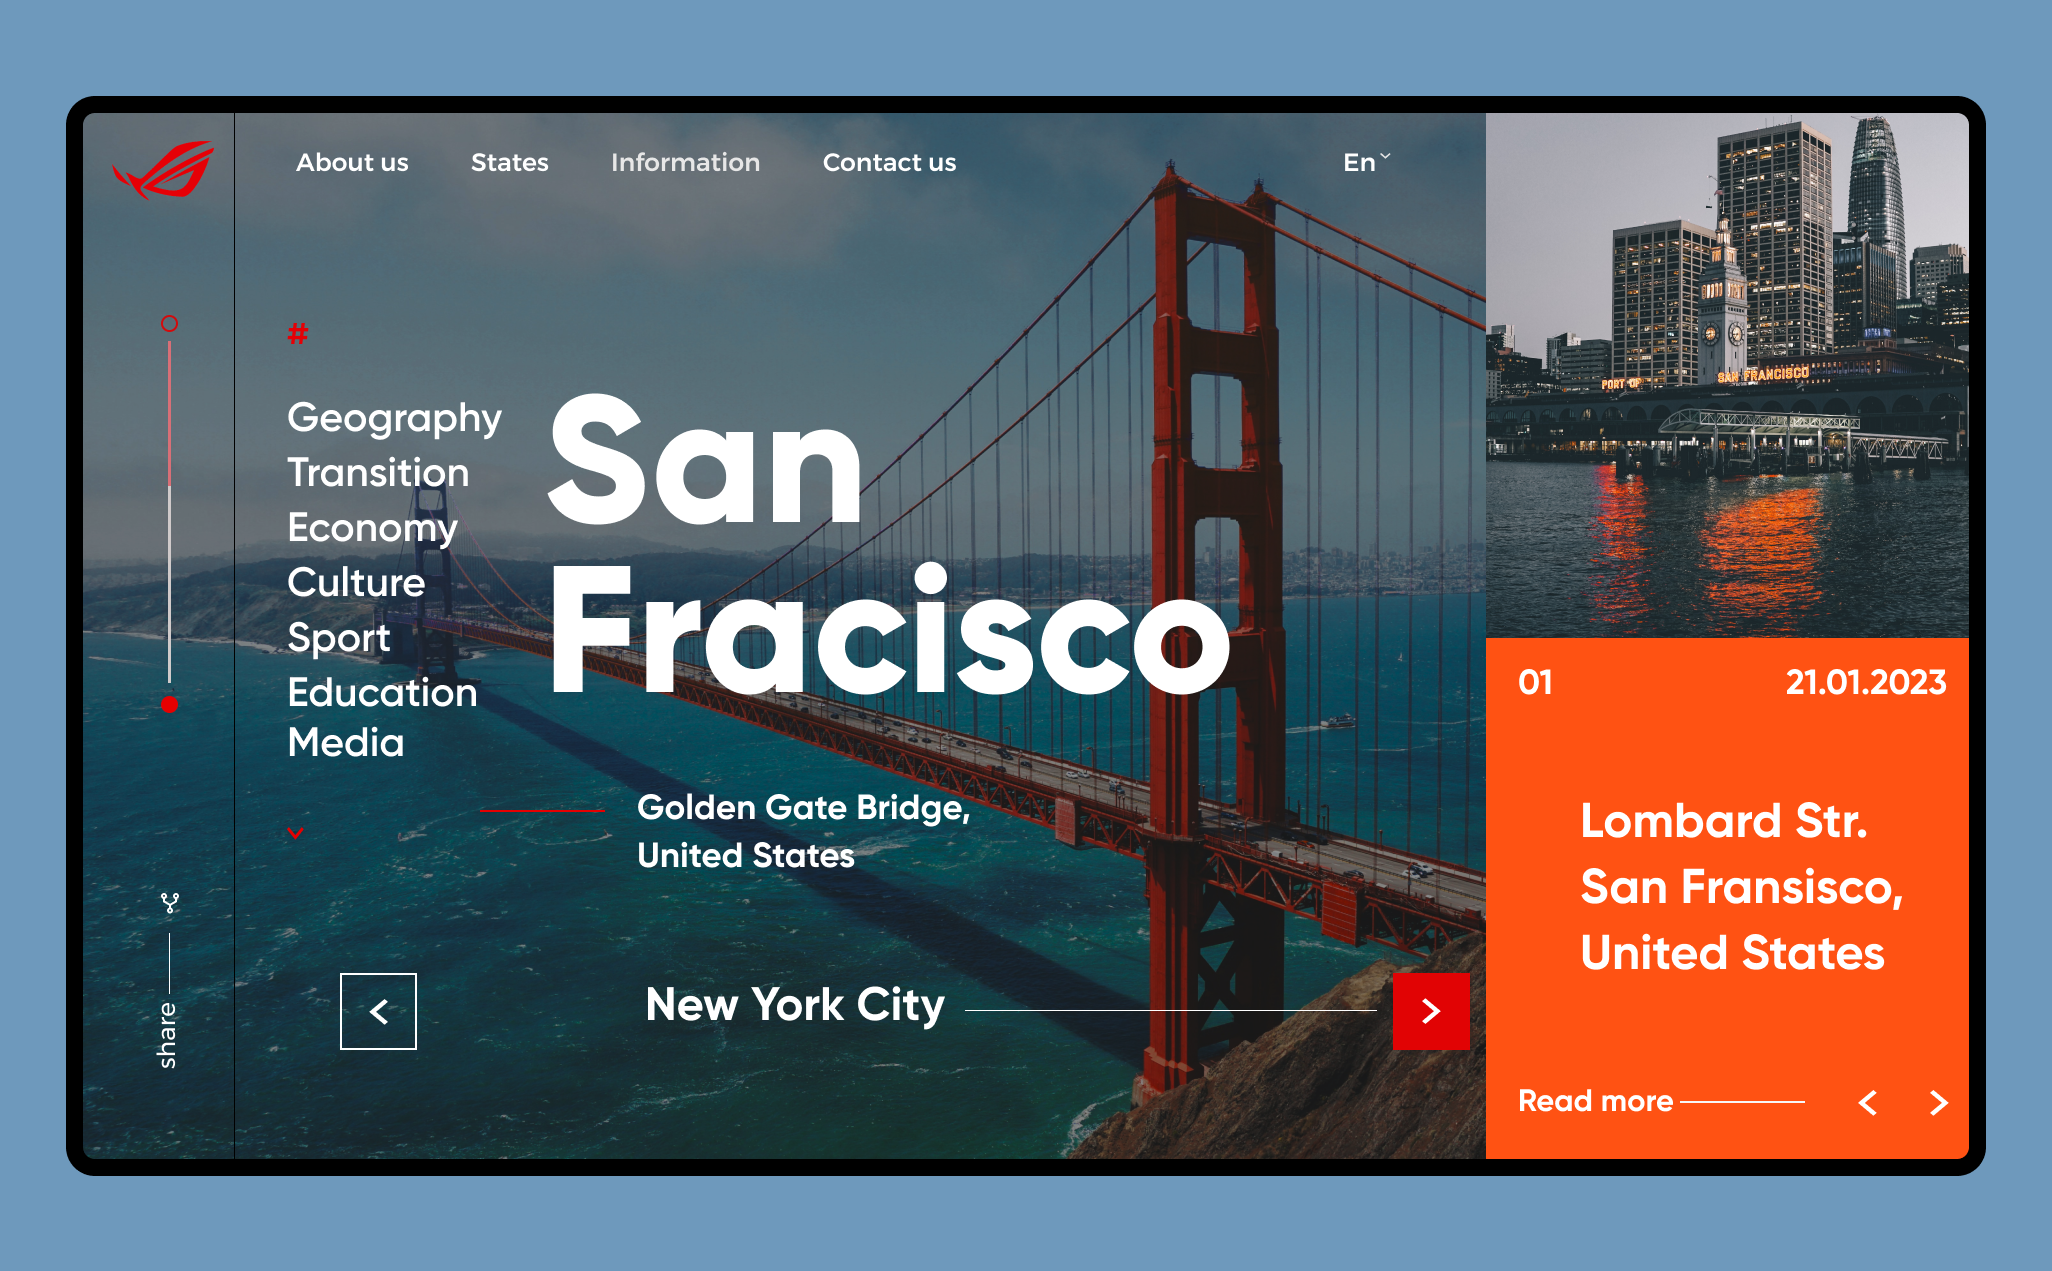 About us
States
Information
Contact us
En
#
Geography
Transition
Economy
Culture
Sport
Education
Media
San
Fracisco
Golden Gate Bridge,
United States
share
New York City
PORT OF SAN FRANCISCO
01
21.01.2023
Lombard Str.
San Fransisco,
United States
Read more